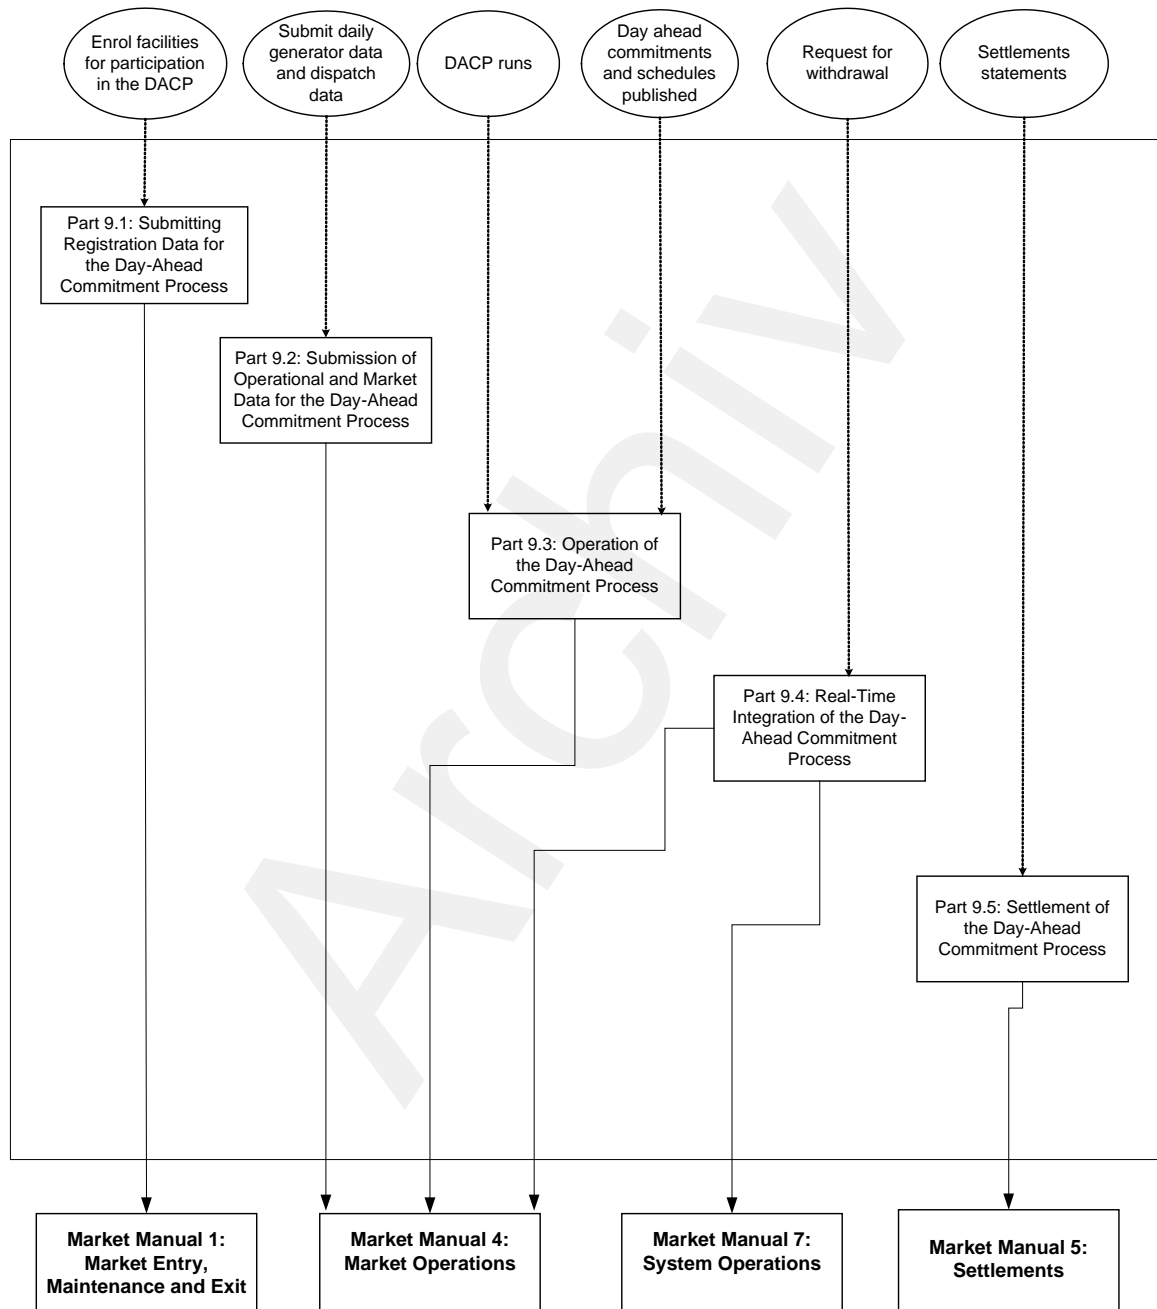 Enrol facilities
for participation
in the DACP
Submit daily
generator data
and dispatch
data
DACP runs
Day ahead
commitments
and schedules
published
Request for
withdrawal
Settlements
statements
Part 9.1: Submitting
Registration Data for
the Day-Ahead
Commitment Process
Part 9.2: Submission of
Operational and Market
Data for the Day-Ahead
Commitment Process
Part 9.3: Operation of
the Day-Ahead
Commitment Process
Part 9.4: Real-Time
Integration of the Day-
Ahead Commitment
Process
Part 9.5: Settlement of
the Day-Ahead
Commitment Process
Market Manual 1:
Market Entry,
Maintenance and Exit
Market Manual 4:
Market Operations
Market Manual 7:
System Operations
Market Manual 5:
Settlements
Archiv